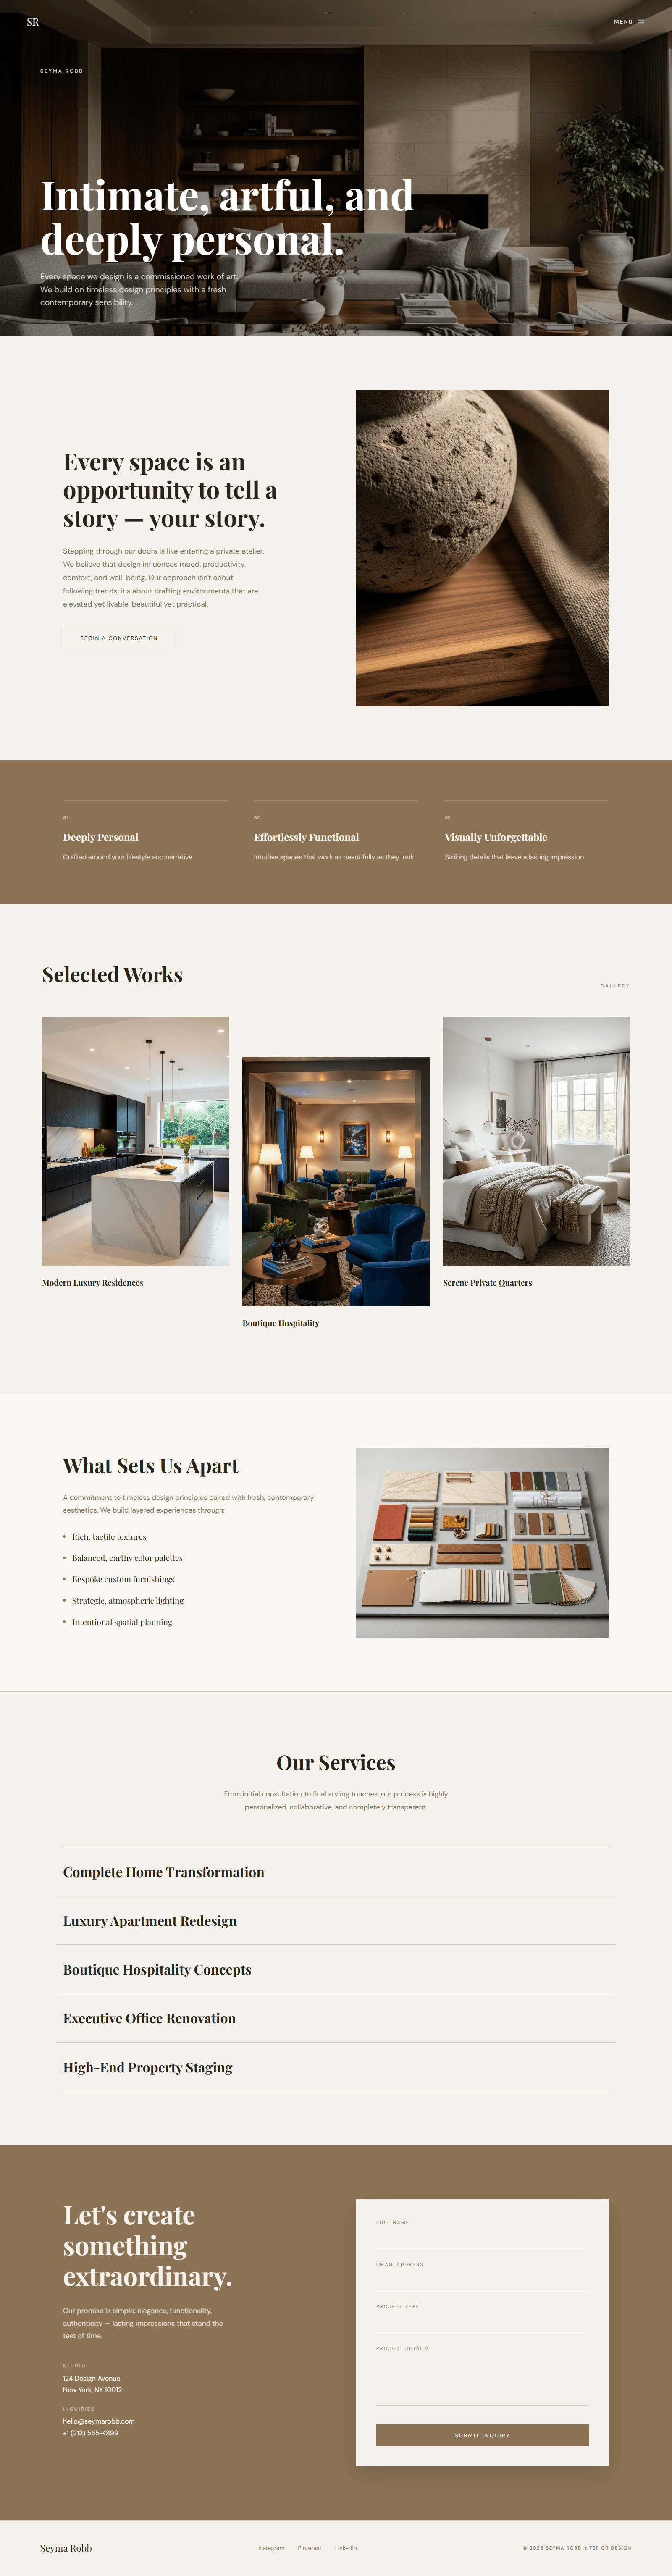 SR
MENU
SEYMA ROBB
Intimate, artful, and
deeply personal.
Every space we design is a commissioned work of art.
We build on timeless design principles with a fresh
contemporary sensibility.
Every space is an
opportunity to tell a
story — your story.
Stepping through our doors is like entering a private atelier.
We believe that design influences mood, productivity,
comfort, and well-being. Our approach isn't about
following trends; it's about crafting environments that are
elevated yet livable, beautiful yet practical.
BEGIN A CONVERSATION
01
Deeply Personal
Crafted around your lifestyle and narrative.
02
Effortlessly Functional
Intuitive spaces that work as beautifully as they look.
03
Visually Unforgettable
Striking details that leave a lasting impression.
Selected Works
GALLERY
Modern Luxury Residences
Boutique Hospitality
Serene Private Quarters
What Sets Us Apart
A commitment to timeless design principles paired with fresh, contemporary
aesthetics. We build layered experiences through:
Rich, tactile textures
Balanced, earthy color palettes
Bespoke custom furnishings
Strategic, atmospheric lighting
Intentional spatial planning
Our Services
From initial consultation to final styling touches, our process is highly
personalized, collaborative, and completely transparent.
Complete Home Transformation
Luxury Apartment Redesign
Boutique Hospitality Concepts
Executive Office Renovation
High-End Property Staging
Let's create
something
extraordinary.
Our promise is simple: elegance, functionality,
authenticity — lasting impressions that stand the
test of time.
STUDIO
124 Design Avenue
New York, NY 10012
INQUIRIES
hello@seymarobb.com
+1 (212) 555-0199
FULL NAME
EMAIL ADDRESS
PROJECT TYPE
PROJECT DETAILS
SUBMIT INQUIRY
Seyma Robb
Instagram
Pinterest
LinkedIn
© 2026 SEYMA ROBB INTERIOR DESIGN